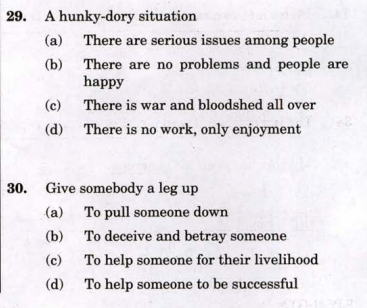 29. A hunky-dory situation
(a) There are serious issues among people
(b) There are no problems and people are
happy
(c) There is war and bloodshed all over
(d) There is no work, only enjoyment
30. Give somebody a leg up
(a) To pull someone down
(b) To deceive and betray someone
(c) To help someone for their livelihood
(d) To help someone to be successful